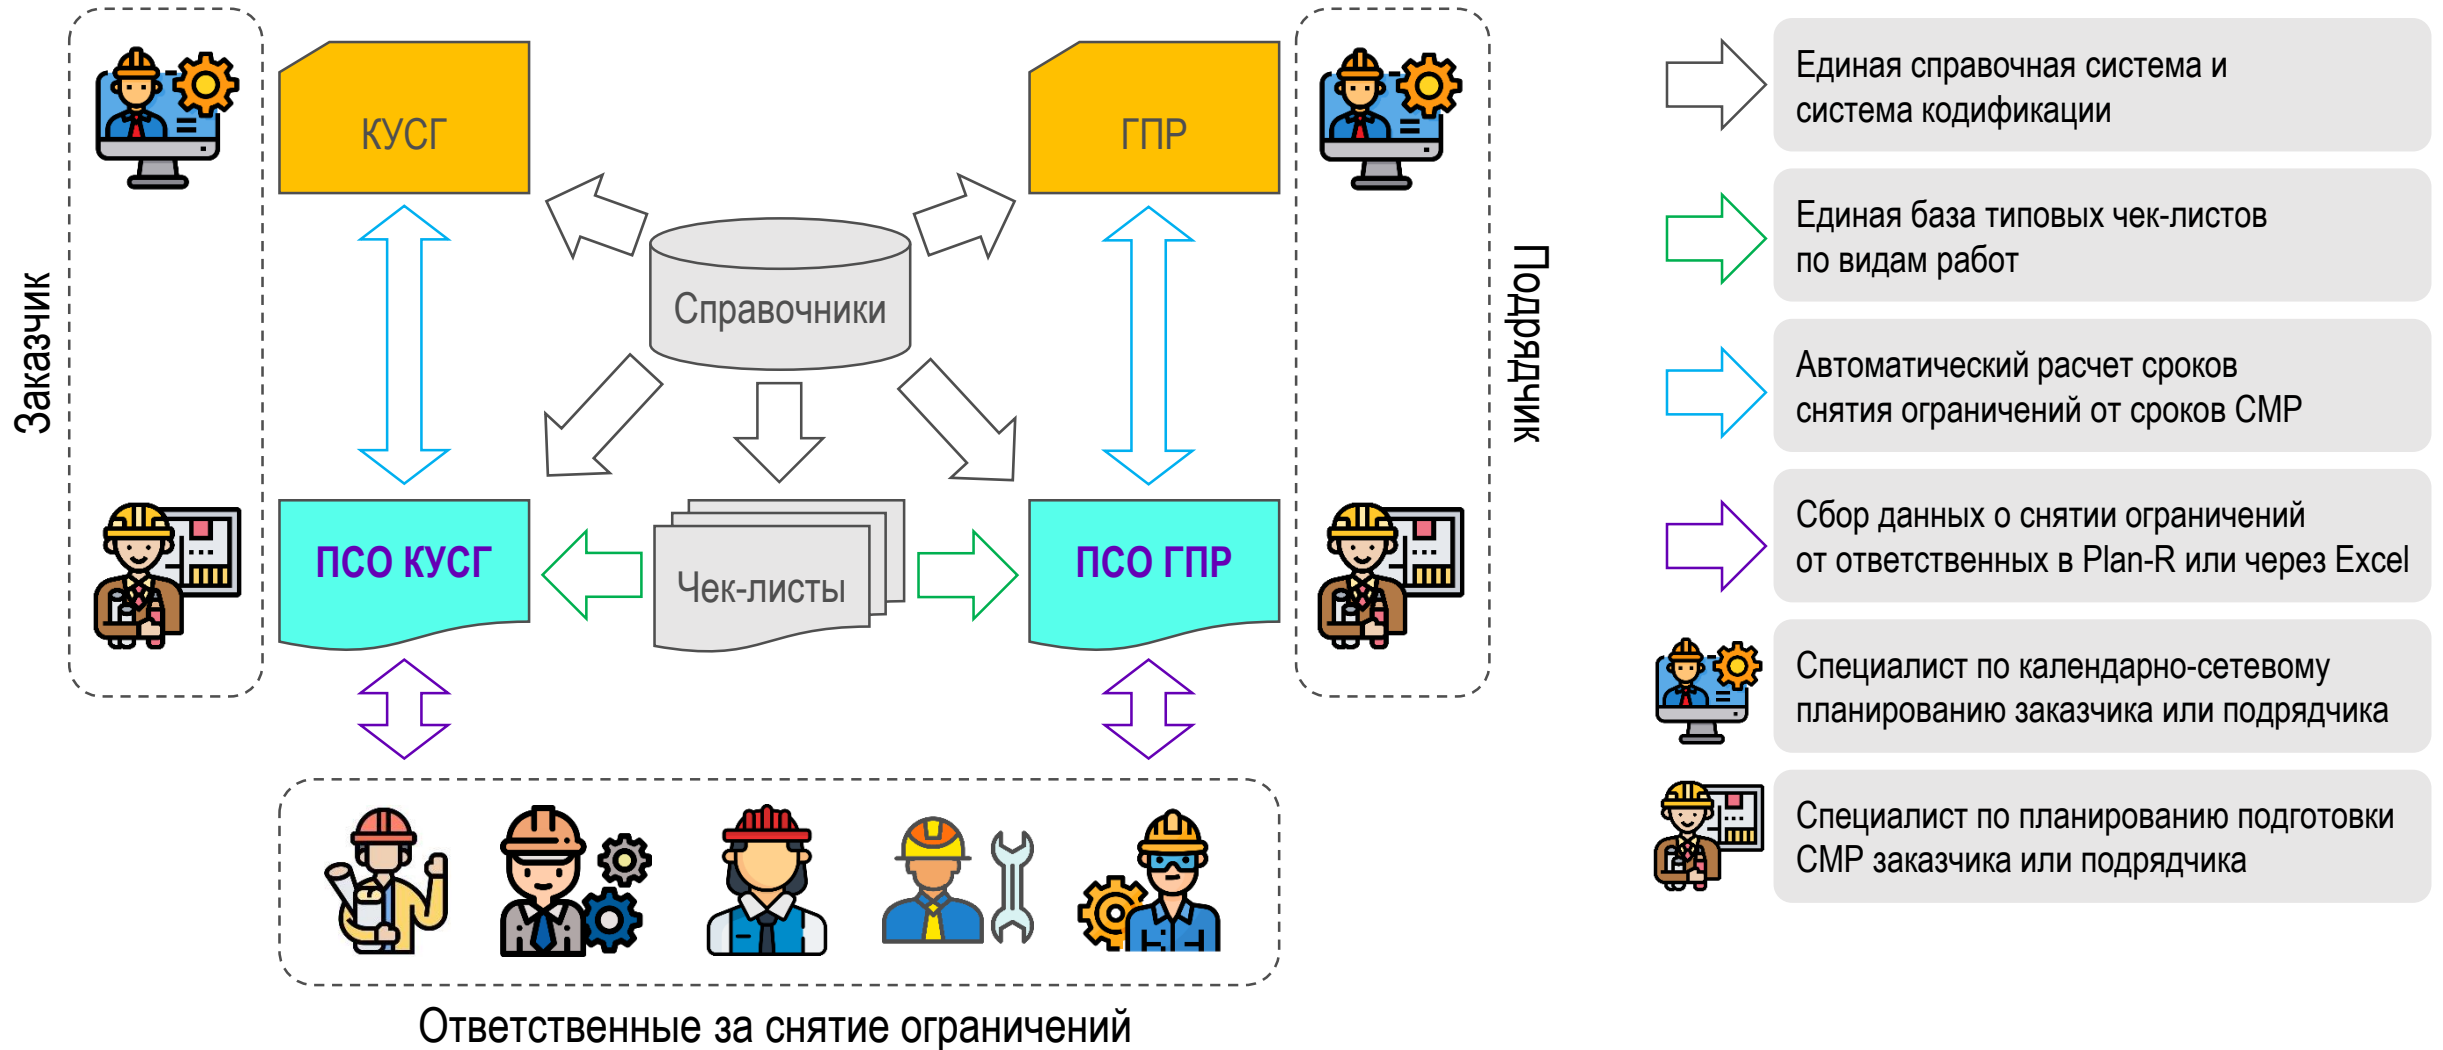 Заказчик
КУСГ
ГПР
Справочники
Подрядчик
ПСО КУСГ
Чек-листы
ПСО ГПР
Ответственные за снятие ограничений
Единая справочная система и
система кодификации
Единая база типовых чек-листов
по видам работ
Автоматический расчет сроков
снятия ограничений от сроков СМР
Сбор данных о снятии ограничений
от ответственных в Plan-R или через Excel
Специалист по календарно-сетевому
планированию заказчика или подрядчика
Специалист по планированию подготовки
СМР заказчика или подрядчика